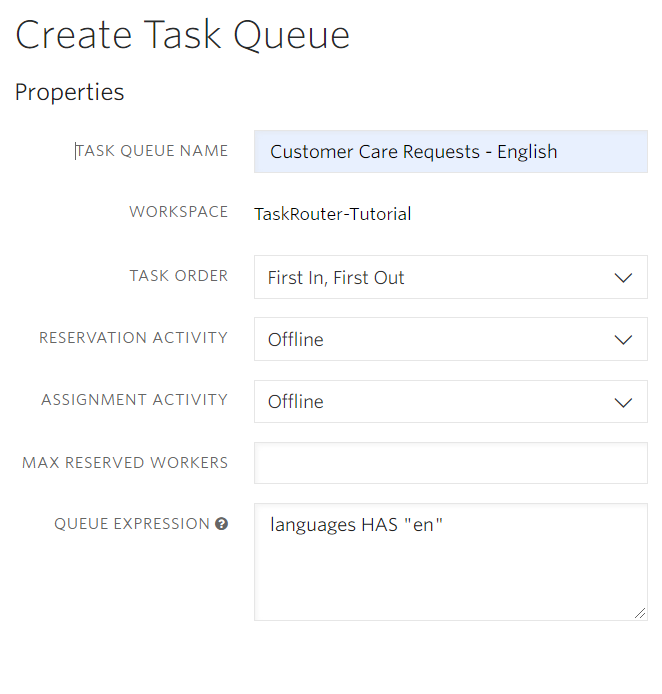 Create Task Queue
Properties
TASK QUEUE NAME Customer Care Requests - English
WORKSPACE TaskRouter-Tutorial
TASK ORDER First In, First Out
RESERVATION ACTIVITY Offline
ASSIGNMENT ACTIVITY Offline
MAX RESERVED WORKERS
QUEUE EXPRESSION ? languages HAS "en"